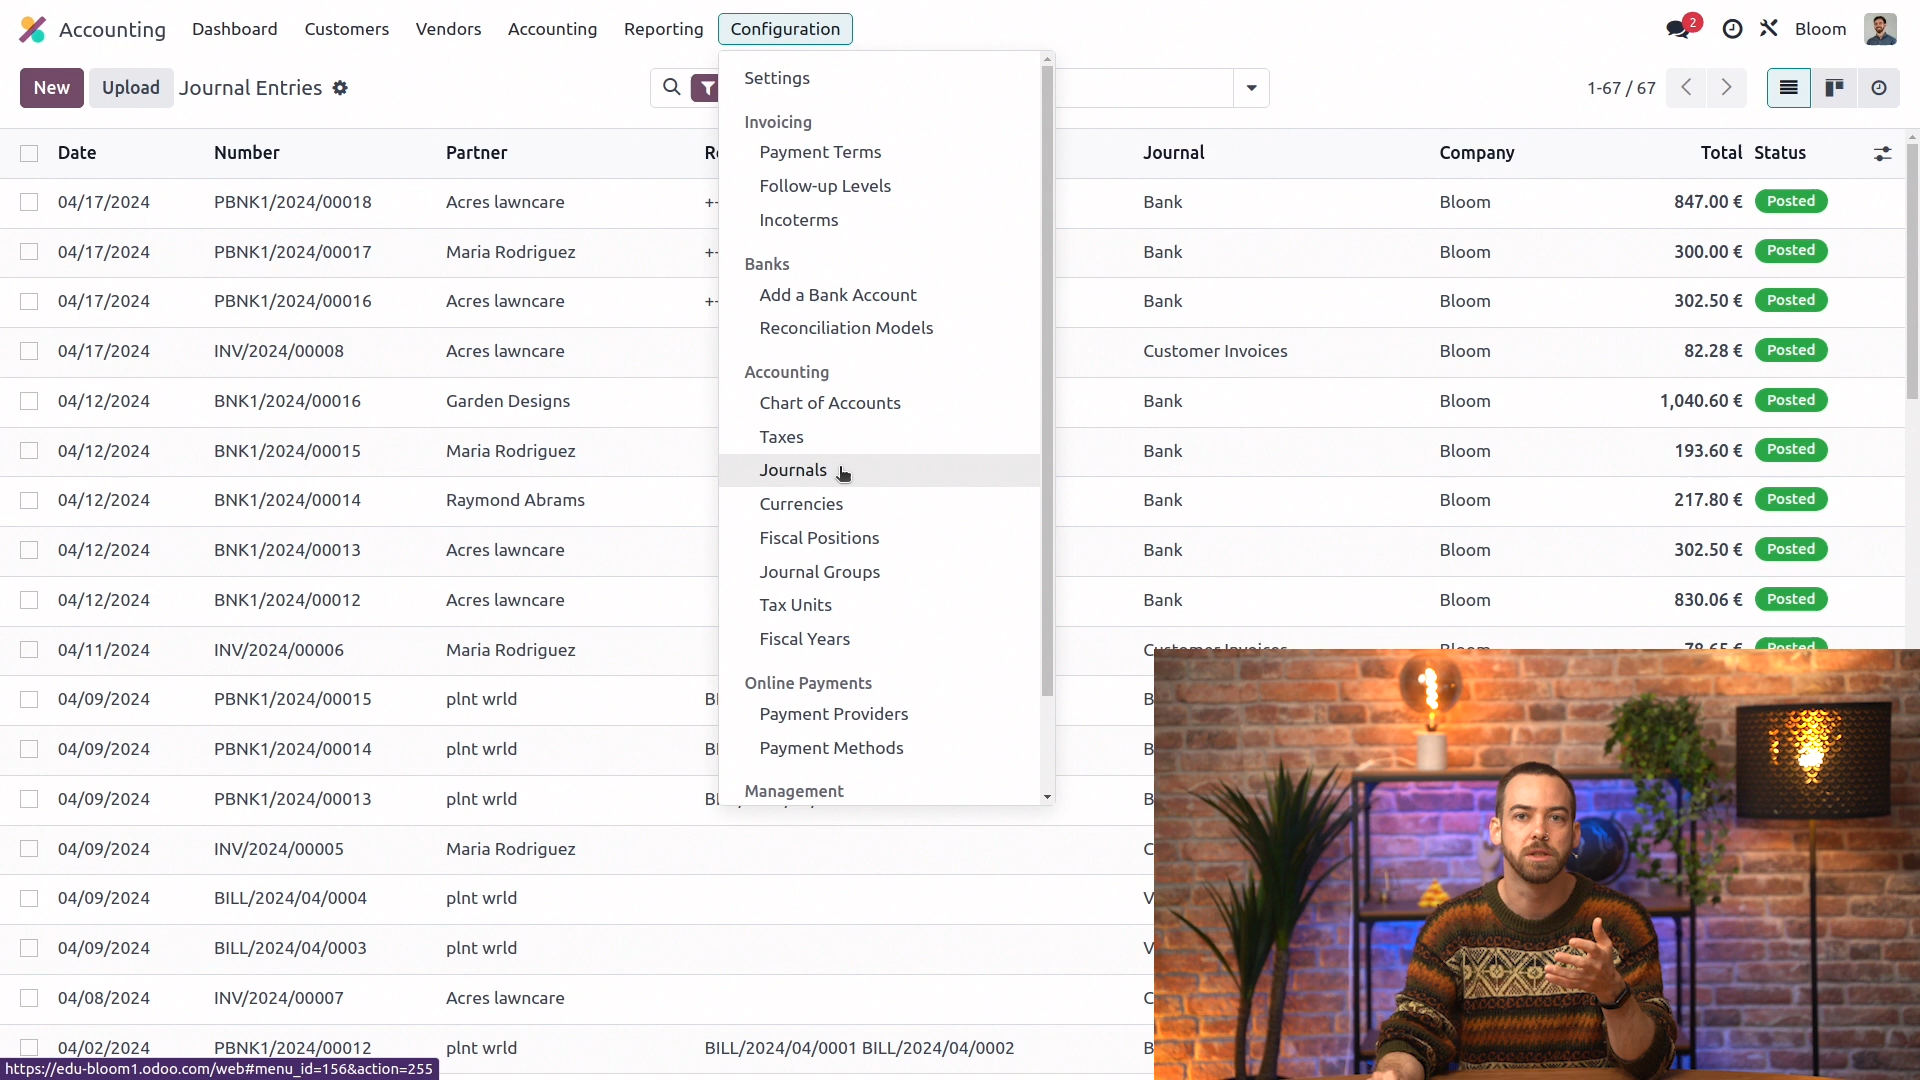 Accounting Dashboard Customers Vendors Accounting Reporting Configuration 2 Bloom
New Upload Journal Entries 1-67 / 67
Settings
Invoicing
Payment Terms
Follow-up Levels
Incoterms
Banks
Add a Bank Account
Reconciliation Models
Accounting
Chart of Accounts
Taxes
Journals
Currencies
Fiscal Positions
Journal Groups
Tax Units
Fiscal Years
Online Payments
Payment Providers
Payment Methods
Management
Date Number Partner Journal Company Total Status
04/17/2024 PBNK1/2024/00018 Acres lawncare Bank Bloom 847.00 € Posted
04/17/2024 PBNK1/2024/00017 Maria Rodriguez Bank Bloom 300.00 € Posted
04/17/2024 PBNK1/2024/00016 Acres lawncare Bank Bloom 302.50 € Posted
04/17/2024 INV/2024/00008 Acres lawncare Customer Invoices Bloom 82.28 € Posted
04/12/2024 BNK1/2024/00016 Garden Designs Bank Bloom 1,040.60 € Posted
04/12/2024 BNK1/2024/00015 Maria Rodriguez Bank Bloom 193.60 € Posted
04/12/2024 BNK1/2024/00014 Raymond Abrams Bank Bloom 217.80 € Posted
04/12/2024 BNK1/2024/00013 Acres lawncare Bank Bloom 302.50 € Posted
04/12/2024 BNK1/2024/00012 Acres lawncare Bank Bloom 830.06 € Posted
04/11/2024 INV/2024/00006 Maria Rodriguez Customer Invoices Bloom 78.65 € Posted
04/09/2024 PBNK1/2024/00015 plnt wrld
04/09/2024 PBNK1/2024/00014 plnt wrld
04/09/2024 PBNK1/2024/00013 plnt wrld
04/09/2024 INV/2024/00005 Maria Rodriguez
04/09/2024 BILL/2024/04/0004 plnt wrld
04/09/2024 BILL/2024/04/0003 plnt wrld
04/08/2024 INV/2024/00007 Acres lawncare
04/02/2024 PBNK1/2024/00012 plnt wrld BILL/2024/04/0001 BILL/2024/04/0002
https://edu-bloom1.odoo.com/web#menu_id=156&action=255